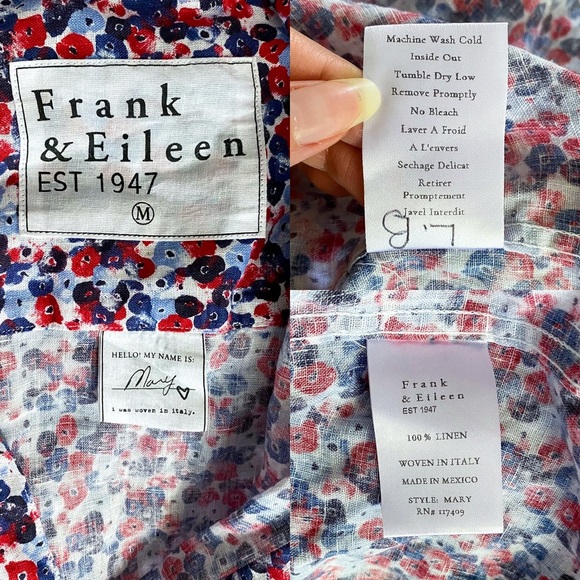 Frank
& Eileen
EST 1947
M
HELLO! MY NAME IS:
Mary
i was woven in italy.
Machine Wash Cold
Inside Out
Tumble Dry Low
Remove Promptly
No Bleach
Laver A Froid
A L'envers
Sechage Delicat
Retirer
Promptement
Javel Interdit
Frank
& Eileen
EST 1947
100% LINEN
WOVEN IN ITALY
MADE IN MEXICO
STYLE: MARY
RN# 117409